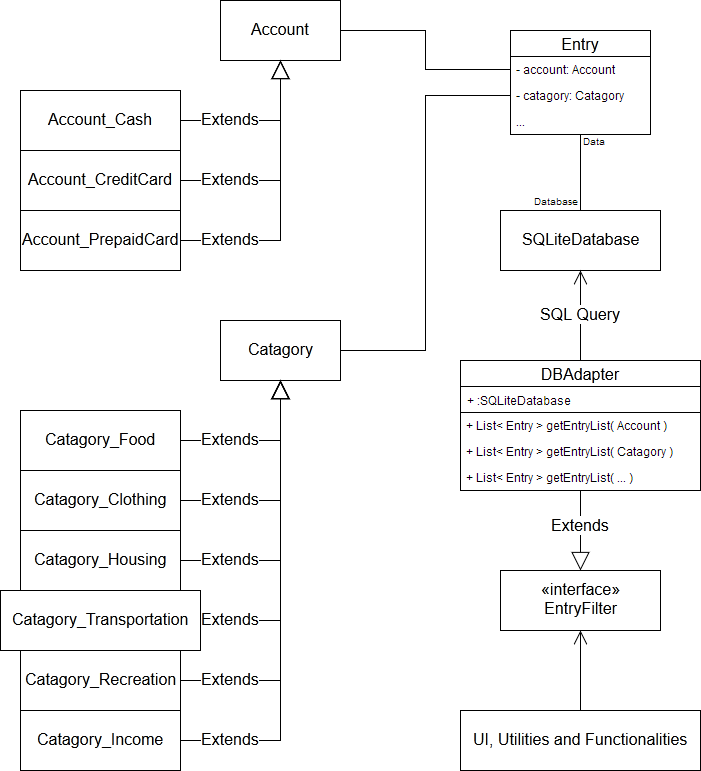 Account
Entry
- account: Account
- catagory: Catagory
...
Data
Account_Cash
Extends
Account_CreditCard
Extends
Account_PrepaidCard
Extends
Database
SQLiteDatabase
SQL Query
Catagory
DBAdapter
+ :SQLiteDatabase
+ List< Entry > getEntryList( Account )
+ List< Entry > getEntryList( Catagory )
+ List< Entry > getEntryList( ... )
Catagory_Food
Extends
Catagory_Clothing
Extends
Catagory_Housing
Extends
Catagory_Transportation
Extends
Catagory_Recreation
Extends
Catagory_Income
Extends
Extends
«interface»
EntryFilter
UI, Utilities and Functionalities